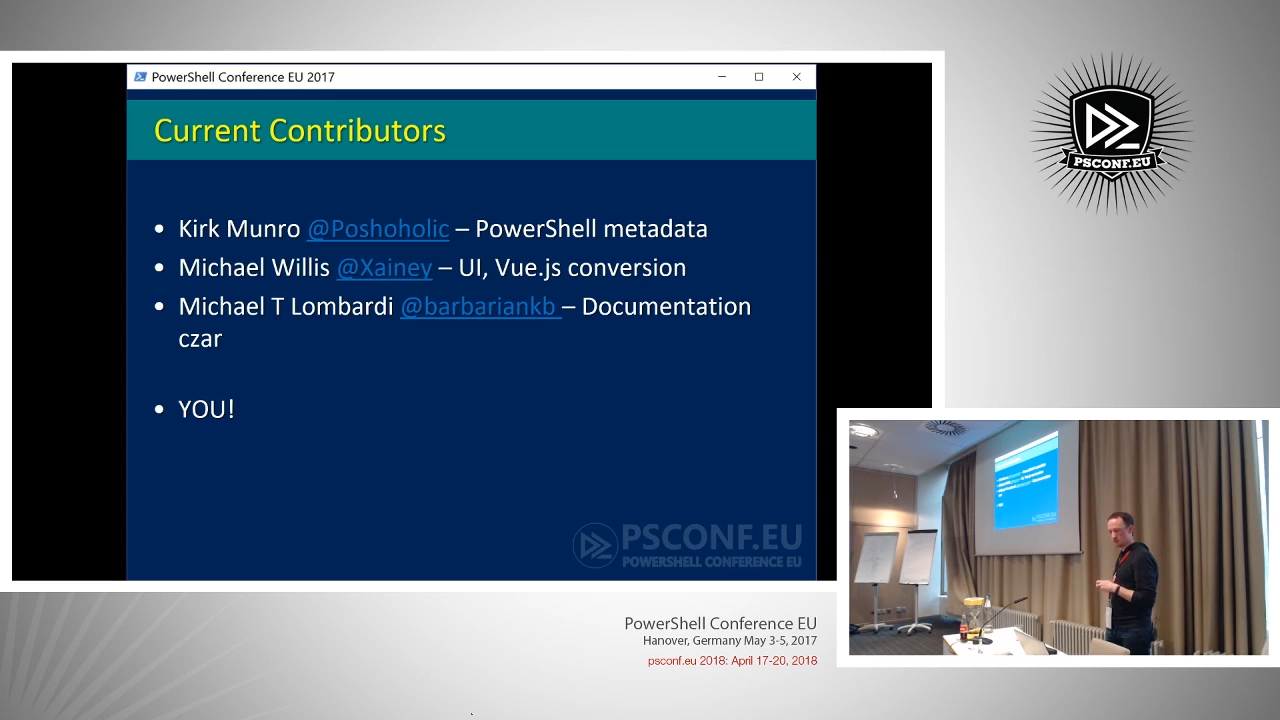 PowerShell Conference EU 2017
Current Contributors
• Kirk Munro @Poshoholic – PowerShell metadata
• Michael Willis @Xainey – UI, Vue.js conversion
• Michael T Lombardi @barbariankb – Documentation
czar
• YOU!
PSCONF.EU
POWERSHELL CONFERENCE EU
PSCONF.EU
PowerShell Conference EU
Hanover, Germany May 3-5, 2017
psconf.eu 2018: April 17-20, 2018